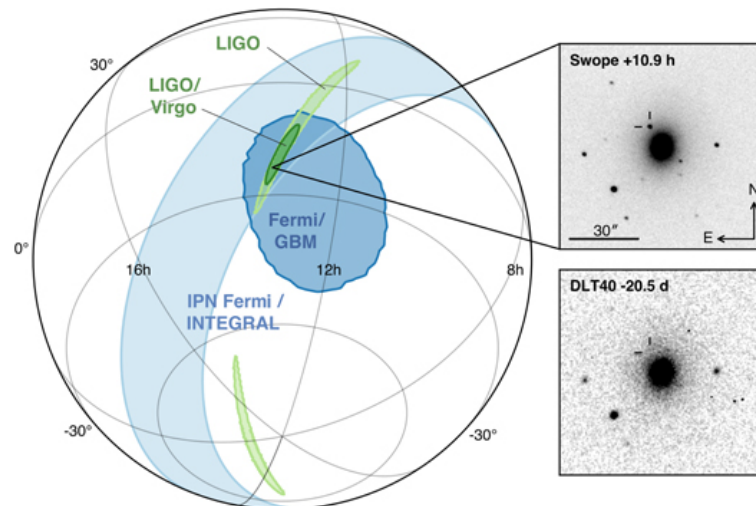 LIGO
30°
LIGO/
Virgo
Swope +10.9 h
N
30"
E
Fermi/
GBM
0°
16h
12h
8h
IPN Fermi /
INTEGRAL
DLT40 -20.5 d
-30°
-30°